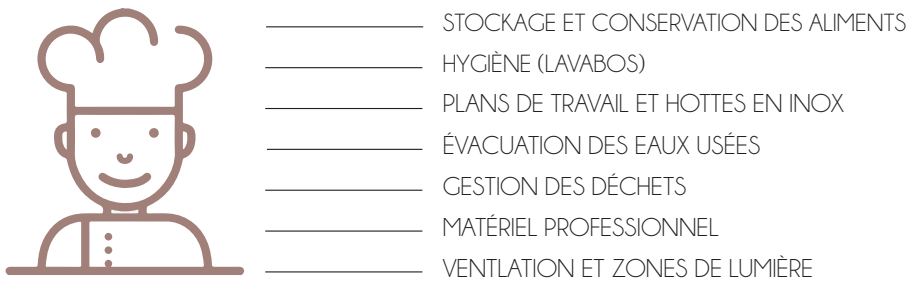 STOCKAGE ET CONSERVATION DES ALIMENTS
HYGIÈNE (LAVABOS)
PLANS DE TRAVAIL ET HOTTES EN INOX
ÉVACUATION DES EAUX USÉES
GESTION DES DÉCHETS
MATÉRIEL PROFESSIONNEL
VENTLATION ET ZONES DE LUMIÈRE